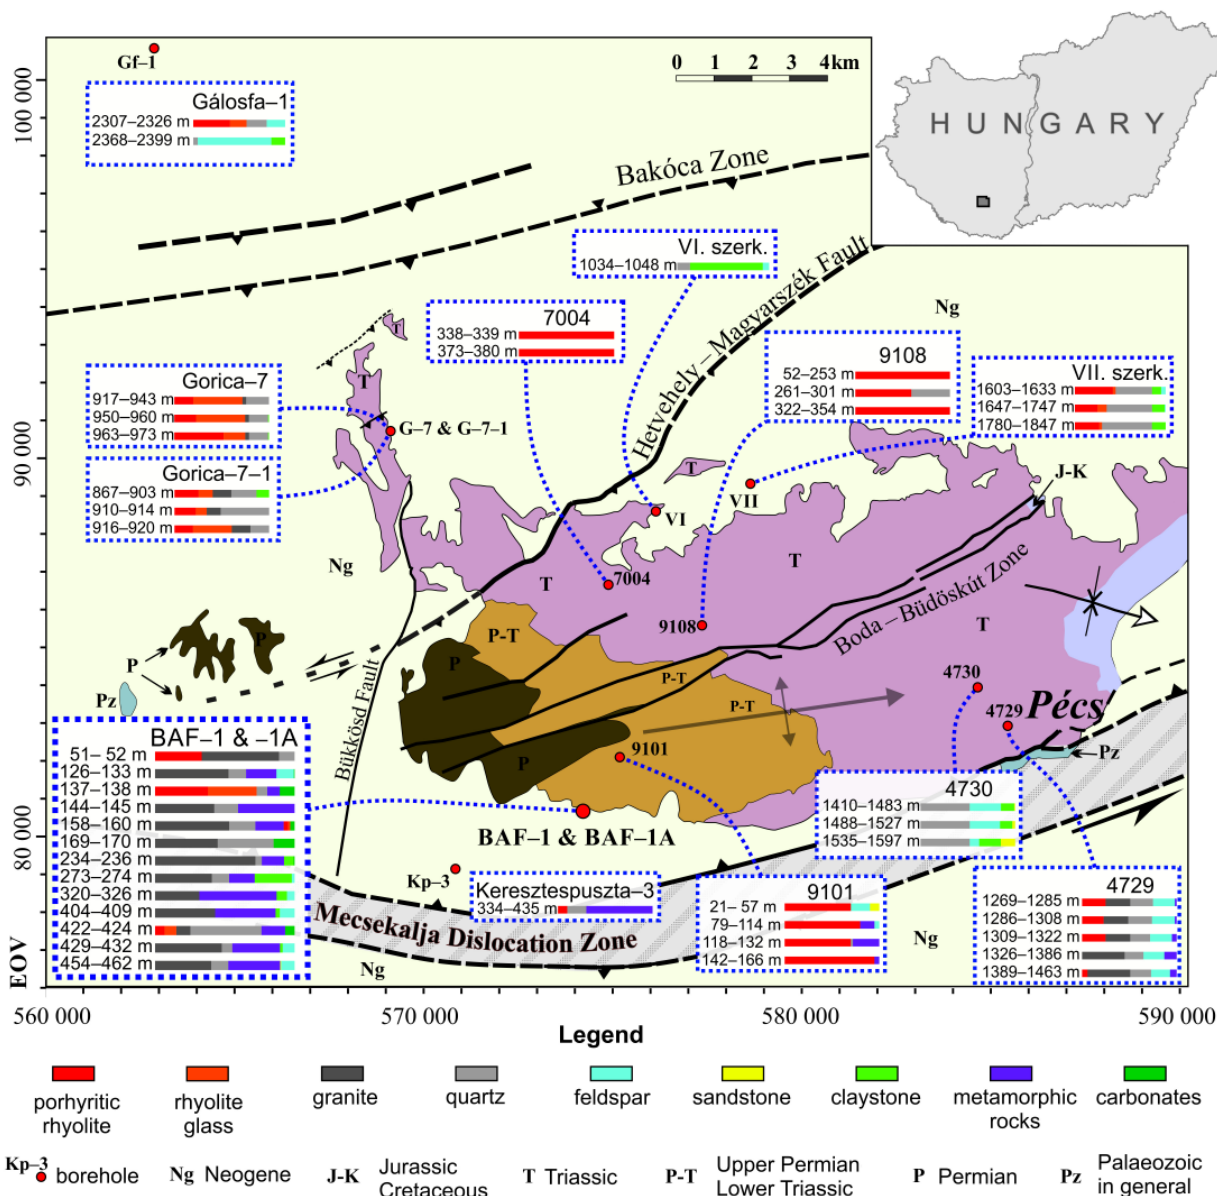 Gf–1
Gálosfa–1
2307–2326 m
2368–2399 m
0 1 2 3 4 km
HUNGARY
100 000
Bakóca Zone
VI. szerk.
1034–1048 m
Hetvehely – Magyarszék Fault
Ng
T
7004
338–339 m
373–380 m
9108
52–253 m
261–301 m
322–354 m
VII. szerk.
1603–1633 m
1647–1747 m
1780–1847 m
Gorica–7
917–943 m
950–960 m
963–973 m
T
G–7 & G–7–1
90 000
Gorica–7–1
867–903 m
910–914 m
916–920 m
T
VII
VI
J-K
Ng
T
7004
T
9108
Boda – Büdöskút Zone
T
P-T
P
P
P
P-T
P-T
Pz
Bükkösd Fault
4730
4729
Pécs
Pz
9101
P
BAF–1 & –1A
51– 52 m
126–133 m
137–138 m
144–145 m
158–160 m
169–170 m
234–236 m
273–274 m
320–326 m
404–409 m
422–424 m
429–432 m
454–462 m
BAF–1 & BAF–1A
80 000
4730
1410–1483 m
1488–1527 m
1535–1597 m
Kp–3
Keresztespuszta–3
334–435 m
9101
21– 57 m
79–114 m
118–132 m
142–166 m
4729
1269–1285 m
1286–1308 m
1309–1322 m
1326–1386 m
1389–1463 m
Mecsekalja Dislocation Zone
Ng
Ng
EOV
560 000
570 000
580 000
590 000
Legend
porhyritic
rhyolite
rhyolite
glass
granite
quartz
feldspar
sandstone
claystone
metamorphic
rocks
carbonates
Kp–3
borehole
Ng Neogene
J-K Jurassic
Cretaceous
T Triassic
P-T Upper Permian
Lower Triassic
P Permian
Pz Palaeozoic
in general